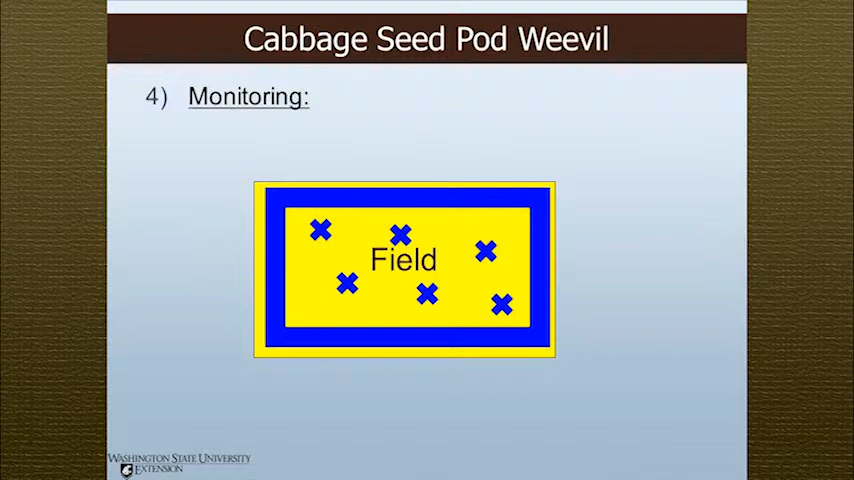 Cabbage Seed Pod Weevil
4) Monitoring:
Field
WASHINGTON STATE UNIVERSITY
EXTENSION